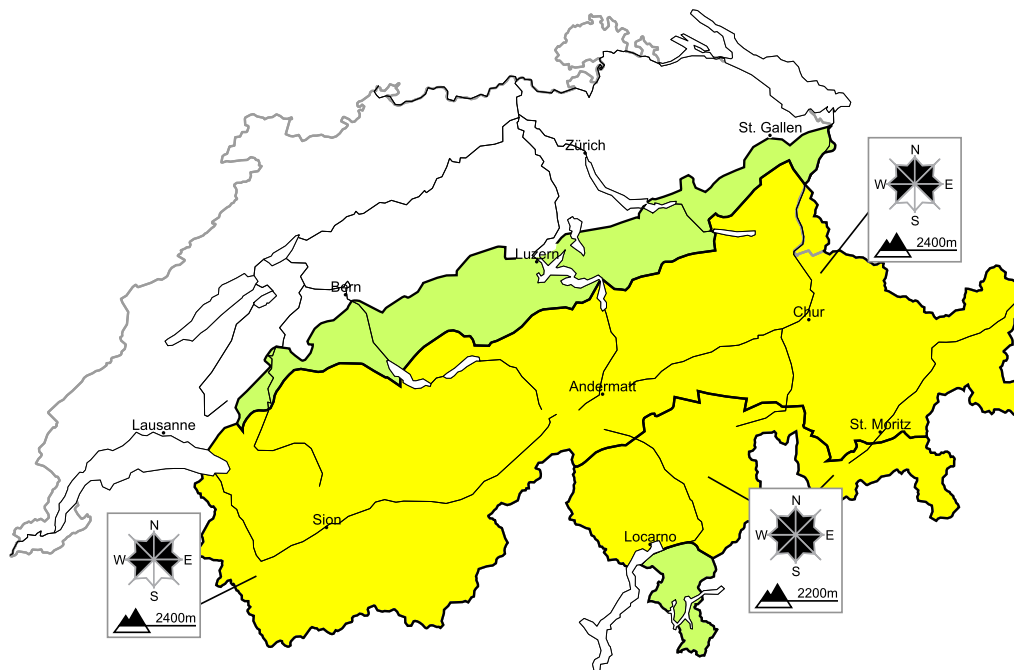 St. Gallen
Zürich
N
W E
S
2400m
Luzern
Bern
Chur
Andermatt
Lausanne
St. Moritz
N
W E
S
2200m
Sion
N
W E
S
2400m
Locarno